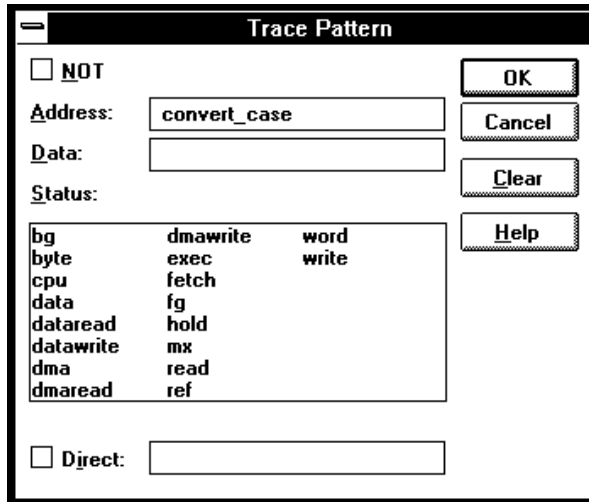 Trace Pattern
NOT
OK
Address: convert_case
Cancel
Data:
Clear
Status:
Help
bg dmawrite word
byte exec write
cpu fetch
data fg
dataread hold
datawrite mx
dma read
dmaread ref
Direct: